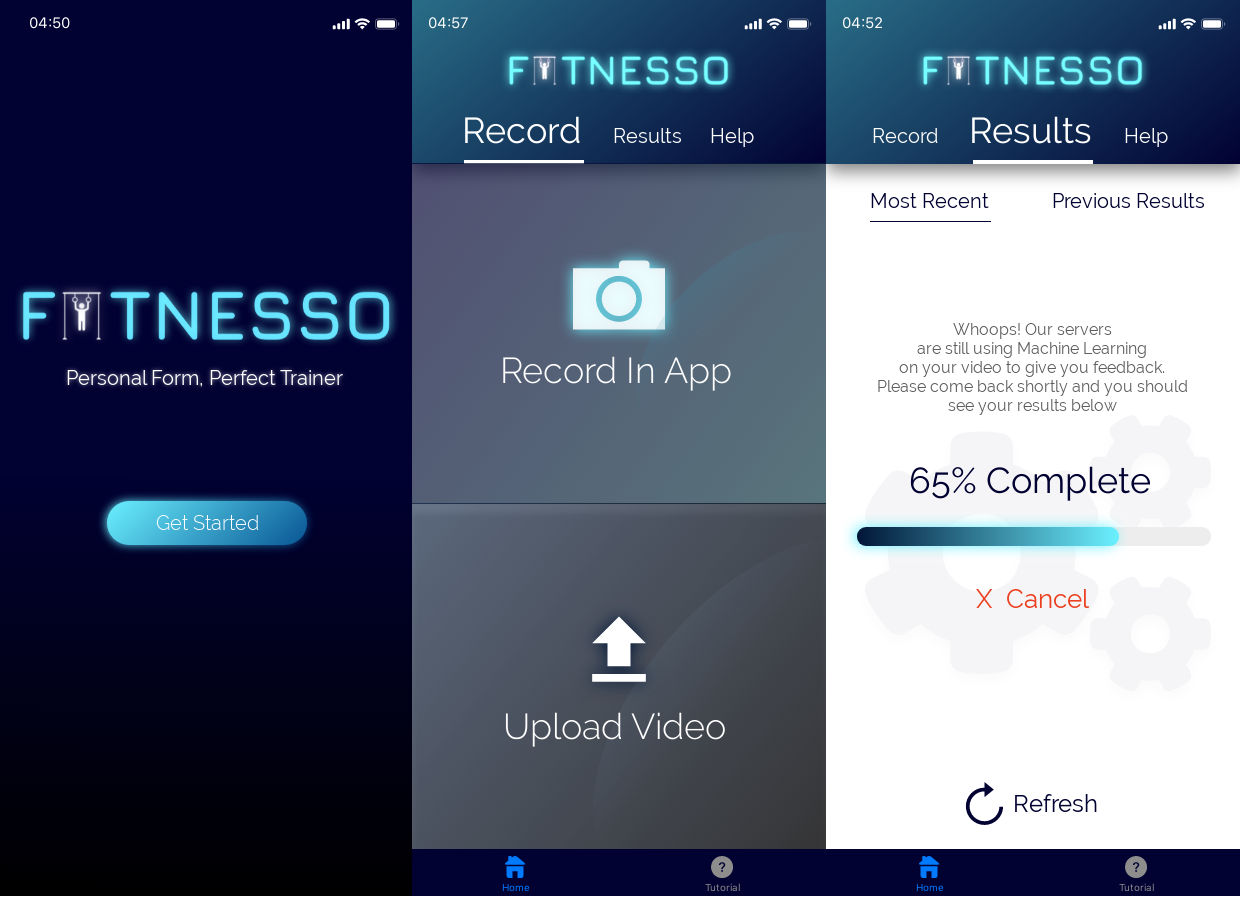 04:50
FITNESSO
Personal Form, Perfect Trainer
Get Started
04:57
FITNESSO
Record Results Help
Record In App
Upload Video
Home Tutorial
04:52
FITNESSO
Record Results Help
Most Recent Previous Results
Whoops! Our servers
are still using Machine Learning
on your video to give you feedback.
Please come back shortly and you should
see your results below
65% Complete
X Cancel
Refresh
Home Tutorial